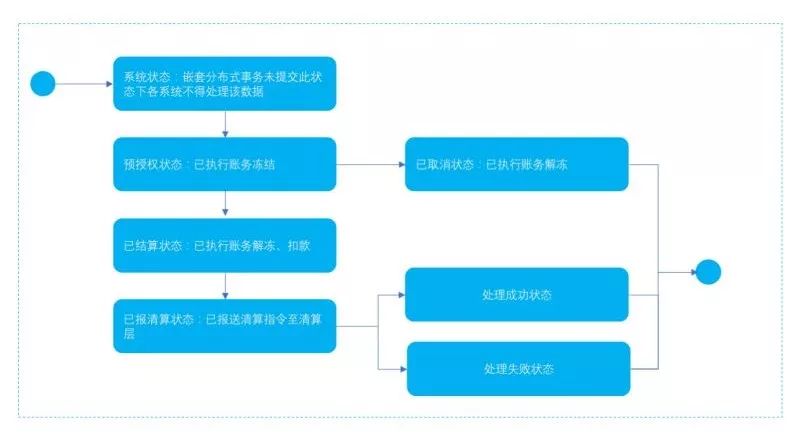 系统状态：嵌套分布式事务未提交此状
态下各系统不得处理该数据
预授权状态：已执行账务冻结
已取消状态：已执行账务解冻
已结算状态：已执行账务解冻、扣款
已报清算状态：已报送清算指令至清算
层
处理成功状态
处理失败状态